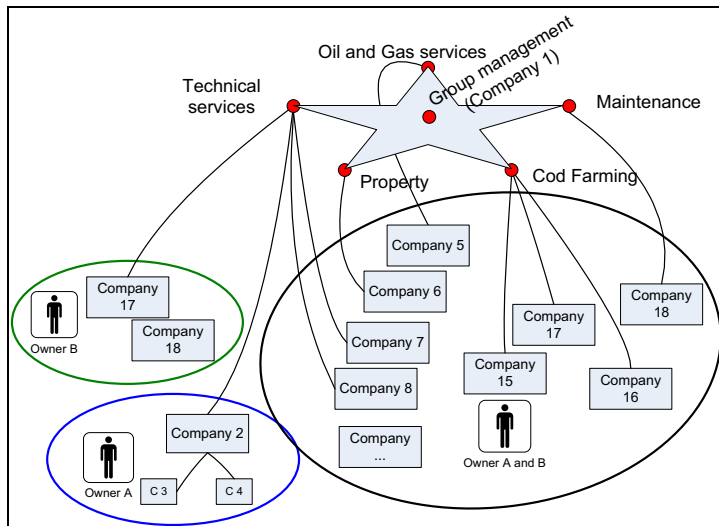 Oil and Gas services
Group management
(Company 1)
Technical
services
Maintenance
Property
Cod Farming
Company 5
Company 6
Company
17
Company
18
Owner B
Company 7
Company 8
Company
...
Company
17
Company
18
Company
15
Company
16
Owner A and B
Company 2
C 3
C 4
Owner A